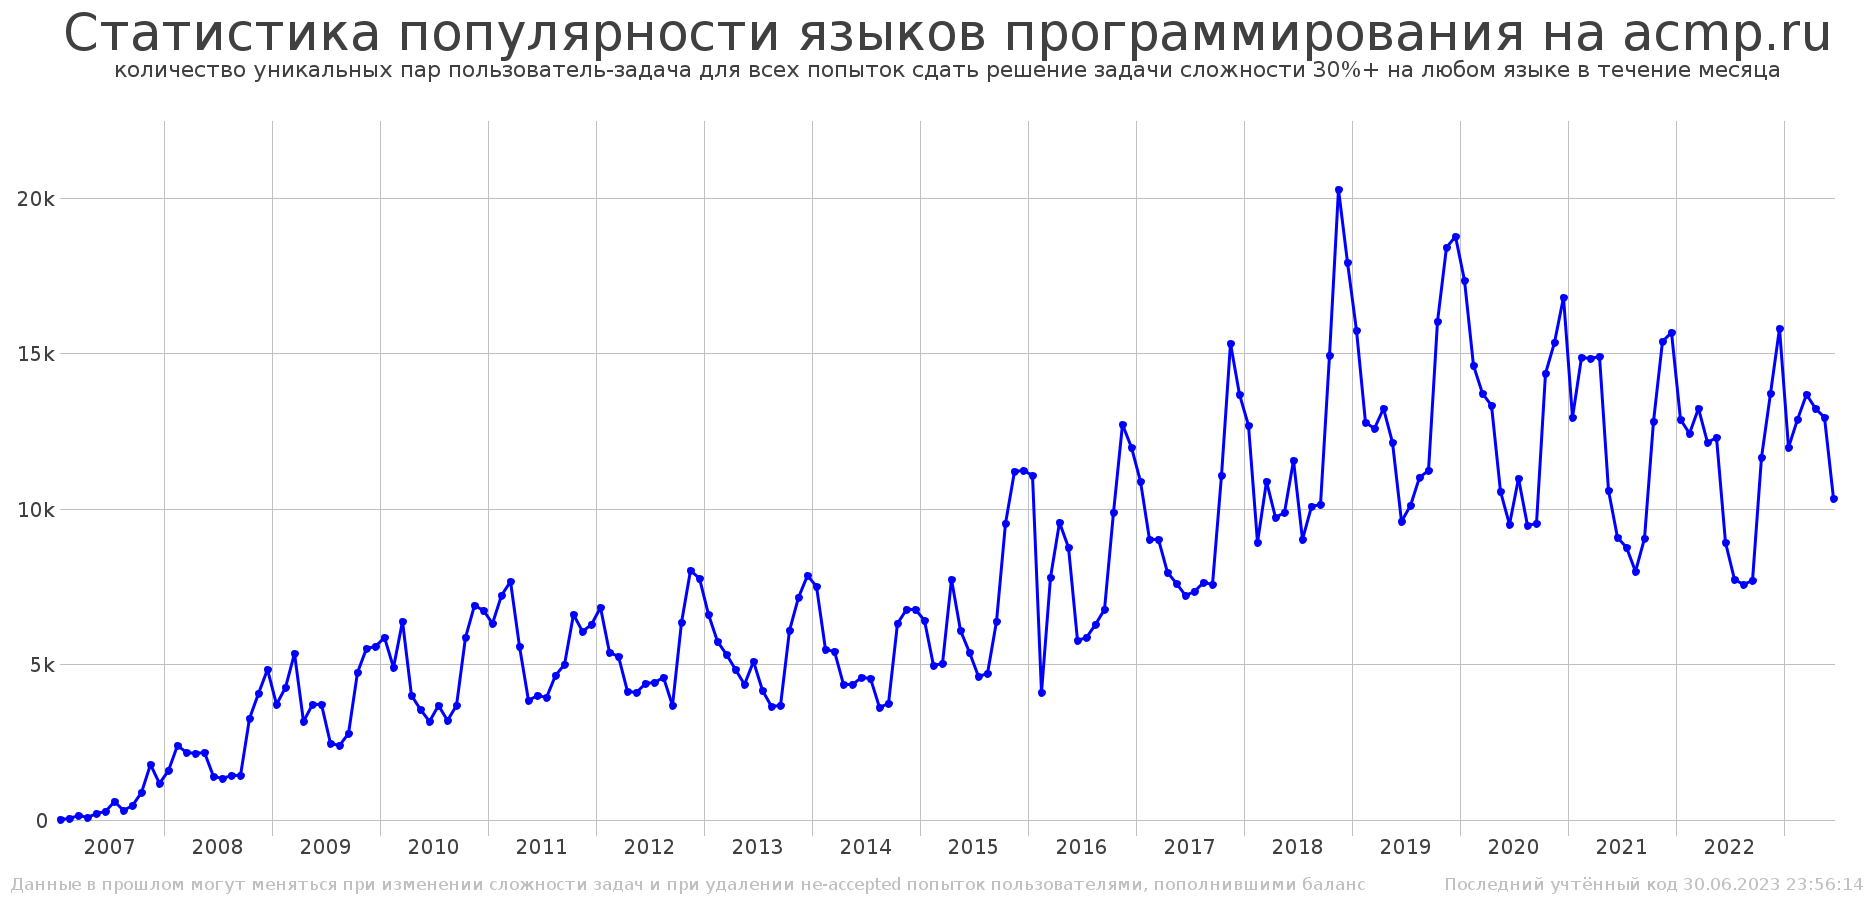 Статистика популярности языков программирования на acmp.ru
количество уникальных пар пользователь-задача для всех попыток сдать решение задачи сложности 30%+ на любом языке в течение месяца
20k
15k
10k
5k
0
2007 2008 2009 2010 2011 2012 2013 2014 2015 2016 2017 2018 2019 2020 2021 2022
Данные в прошлом могут меняться при изменении сложности задач и при удалении не-accepted попыток пользователями, пополнившими баланс
Последний учтённый код 30.06.2023 23:56:14